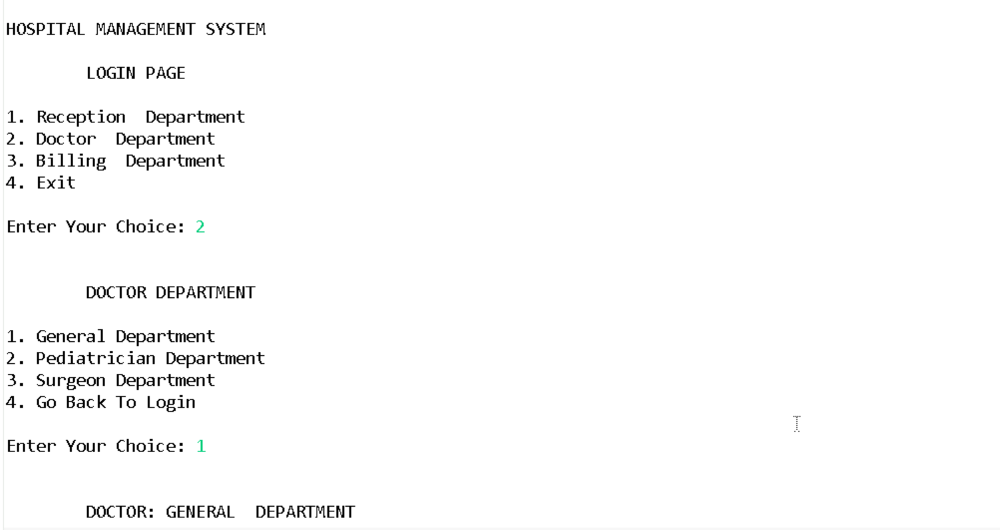 HOSPITAL MANAGEMENT SYSTEM
LOGIN PAGE
1. Reception  Department
2. Doctor  Department
3. Billing  Department
4. Exit
Enter Your Choice: 2
DOCTOR DEPARTMENT
1. General Department
2. Pediatrician Department
3. Surgeon Department
4. Go Back To Login
Enter Your Choice: 1
DOCTOR: GENERAL  DEPARTMENT